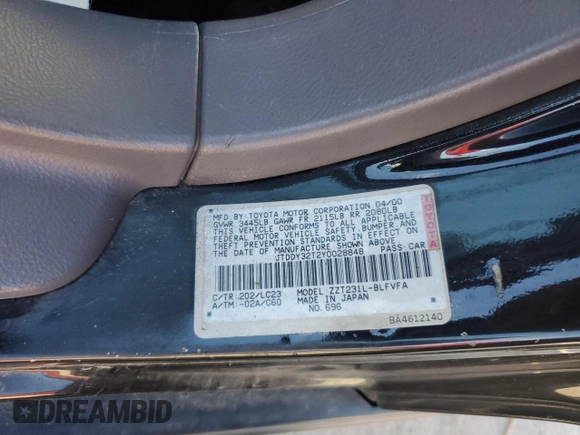 MFD.BY TOYOTA MOTOR CORPORATION 04/00
GVWR 3445LB GAWR FR 2115LB RR 2080LB
THIS VEHICLE CONFORMS TO ALL APPLICABLE
FEDERAL MOTOR VEHICLE SAFETY,BUMPER,AND
THEFT PREVENTION STANDARDS IN EFFECT ON
THE DATE OF MANUFACTURE SHOWN ABOVE.
JTDDY32T2Y0028848 PASS.CAR
C/TR:202/LC23 MODEL:ZZT231L-BLFVFA
A/TM:-02A/C60 MADE IN JAPAN
NO.696
BA4612140
TOYOTA
DREAMBID